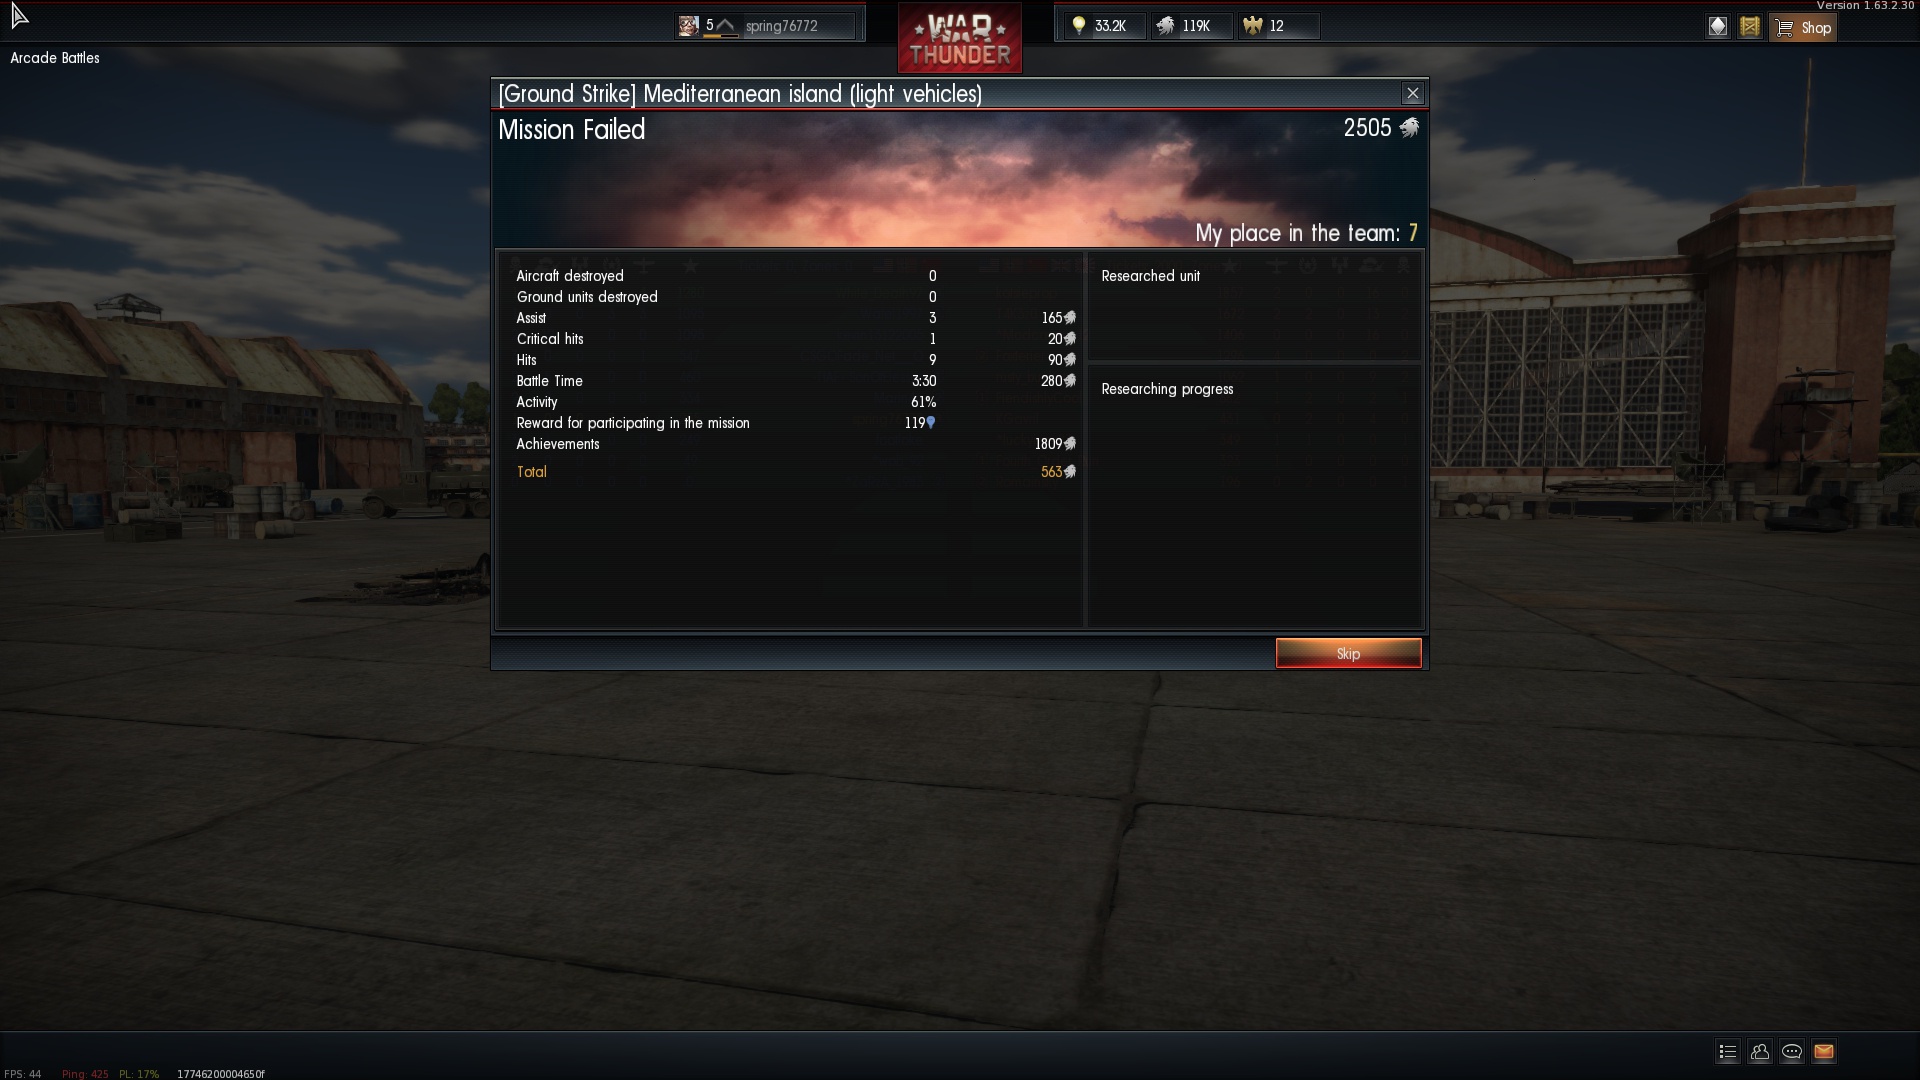 Version 1.63.2.30
5 spring76772
WAR THUNDER
33.2K 119K 12
Shop
Arcade Battles
[Ground Strike] Mediterranean island (light vehicles)
Mission Failed
2505
My place in the team: 7
Aircraft destroyed 0
Ground units destroyed 0
Assist 3 165
Critical hits 1 20
Hits 9 90
Battle Time 3:30 280
Activity 61%
Reward for participating in the mission 119
Achievements 1809
Total 563
Researched unit
Researching progress
Skip
FPS: 44 Ping: 425 PL: 17% 17746200004650f